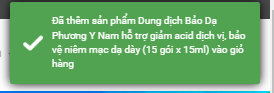 Đã thêm sản phẩm Dung dịch Bảo Dạ
Phương Y Nam hỗ trợ giảm acid dịch vị, bảo
vệ niêm mạc dạ dày (15 gói x 15ml) vào giỏ
hàng